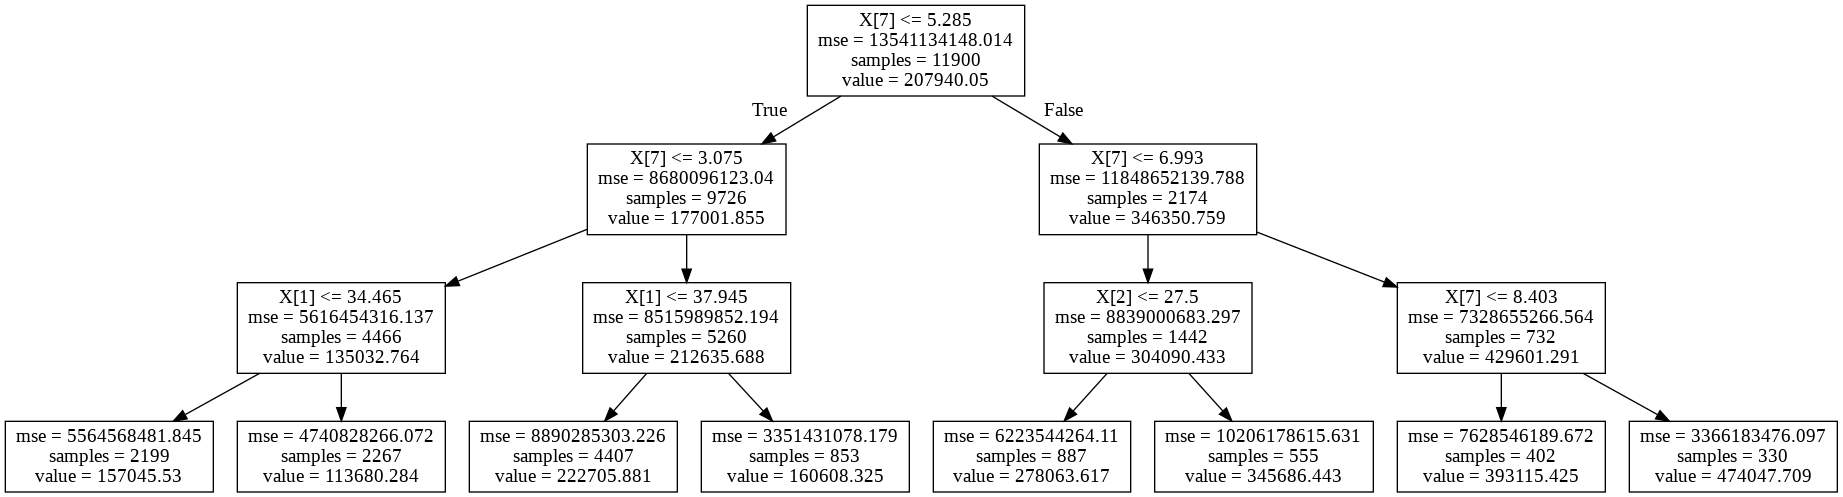 X[7] <= 5.285
mse = 13541134148.014
samples = 11900
value = 207940.05
True
False
X[7] <= 3.075
mse = 8680096123.04
samples = 9726
value = 177001.855
X[7] <= 6.993
mse = 11848652139.788
samples = 2174
value = 346350.759
X[1] <= 34.465
mse = 5616454316.137
samples = 4466
value = 135032.764
X[1] <= 37.945
mse = 8515989852.194
samples = 5260
value = 212635.688
X[2] <= 27.5
mse = 8839000683.297
samples = 1442
value = 304090.433
X[7] <= 8.403
mse = 7328655266.564
samples = 732
value = 429601.291
mse = 5564568481.845
samples = 2199
value = 157045.53
mse = 4740828266.072
samples = 2267
value = 113680.284
mse = 8890285303.226
samples = 4407
value = 222705.881
mse = 3351431078.179
samples = 853
value = 160608.325
mse = 6223544264.11
samples = 887
value = 278063.617
mse = 10206178615.631
samples = 555
value = 345686.443
mse = 7628546189.672
samples = 402
value = 393115.425
mse = 3366183476.097
samples = 330
value = 474047.709